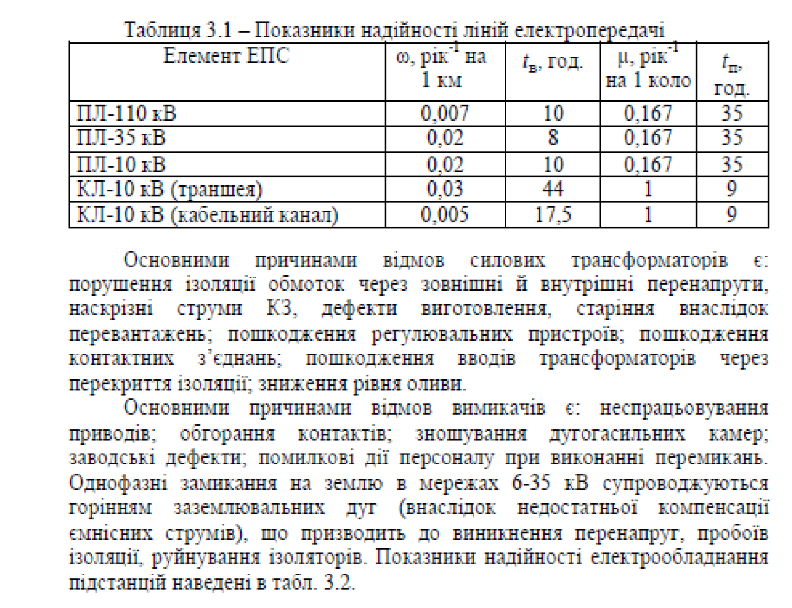 Таблиця 3.1 – Показники надійності ліній електропередачі
Елемент ЕПС ω, рік⁻¹ на 1 км tв, год. μ, рік⁻¹ на 1 коло tп, год.
ПЛ-110 кВ 0,007 10 0,167 35
ПЛ-35 кВ 0,02 8 0,167 35
ПЛ-10 кВ 0,02 10 0,167 35
КЛ-10 кВ (траншея) 0,03 44 1 9
КЛ-10 кВ (кабельний канал) 0,005 17,5 1 9
Основними причинами відмов силових трансформаторів є:
порушення ізоляції обмоток через зовнішні й внутрішні перенапруги,
наскрізні струми КЗ, дефекти виготовлення, старіння внаслідок
перевантажень; пошкодження регулювальних пристроїв; пошкодження
контактних з’єднань; пошкодження вводів трансформаторів через
перекриття ізоляції; зниження рівня оливи.
Основними причинами відмов вимикачів є: неспрацьовування
приводів; обгорання контактів; зношування дугогасильних камер;
заводські дефекти; помилкові дії персоналу при виконанні перемикань.
Однофазні замикання на землю в мережах 6-35 кВ супроводжуються
горінням заземлювальних дуг (внаслідок недостатньої компенсації
ємнісних струмів), що призводить до виникнення перенапруг, пробоїв
ізоляції, руйнування ізоляторів. Показники надійності електрообладнання
підстанцій наведені в табл. 3.2.